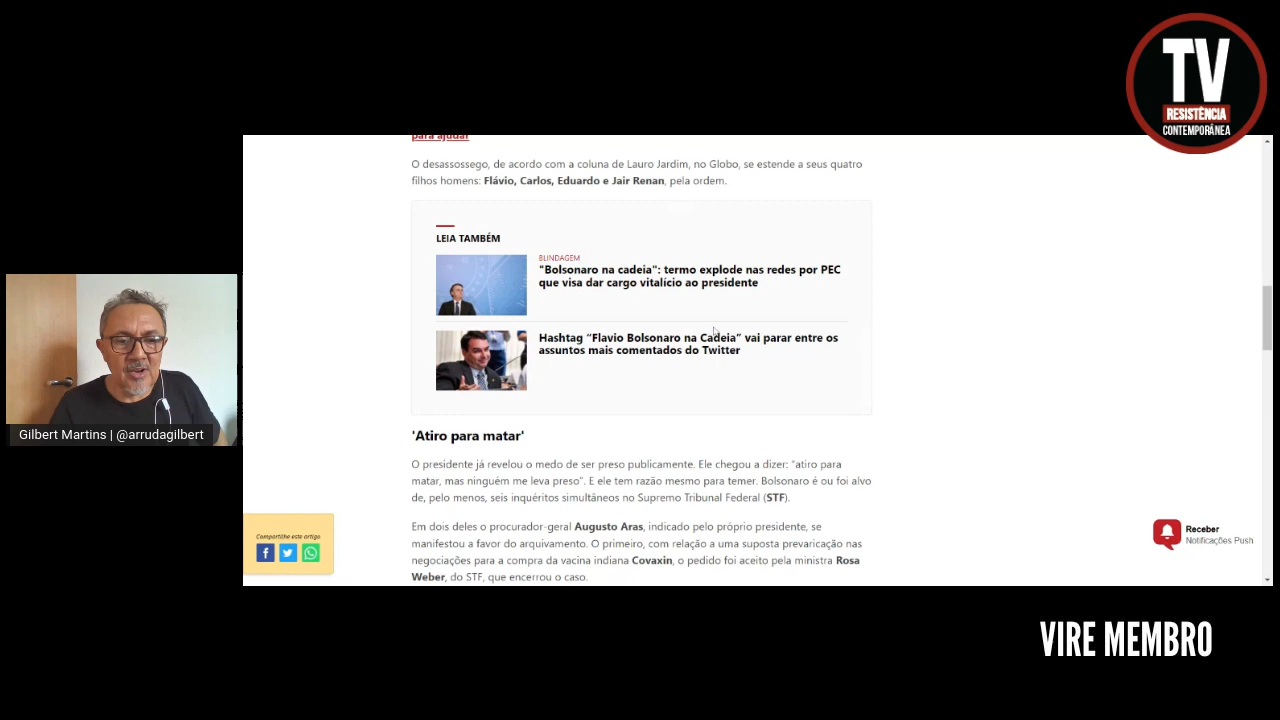 TV
RESISTÊNCIA
CONTEMPORÂNEA
para ajudar
O desassossego, de acordo com a coluna de Lauro Jardim, no Globo, se estende a seus quatro
filhos homens: Flávio, Carlos, Eduardo e Jair Renan, pela ordem.
LEIA TAMBÉM
BLINDAGEM
"Bolsonaro na cadeia": termo explode nas redes por PEC
que visa dar cargo vitalício ao presidente
Hashtag “Flavio Bolsonaro na Cadeia” vai parar entre os
assuntos mais comentados do Twitter
'Atiro para matar'
O presidente já revelou o medo de ser preso publicamente. Ele chegou a dizer: “atiro para
matar, mas ninguém me leva preso”. E ele tem razão mesmo para temer. Bolsonaro é ou foi alvo
de, pelo menos, seis inquéritos simultâneos no Supremo Tribunal Federal (STF).
Em dois deles o procurador-geral Augusto Aras, indicado pelo próprio presidente, se
manifestou a favor do arquivamento. O primeiro, com relação a uma suposta prevaricação nas
negociações para a compra da vacina indiana Covaxin, o pedido foi aceito pela ministra Rosa
Weber, do STF, que encerrou o caso.
Gilbert Martins | @arrudagilbert
Compartilhe este artigo
Receber
Notificações Push
VIRE MEMBRO